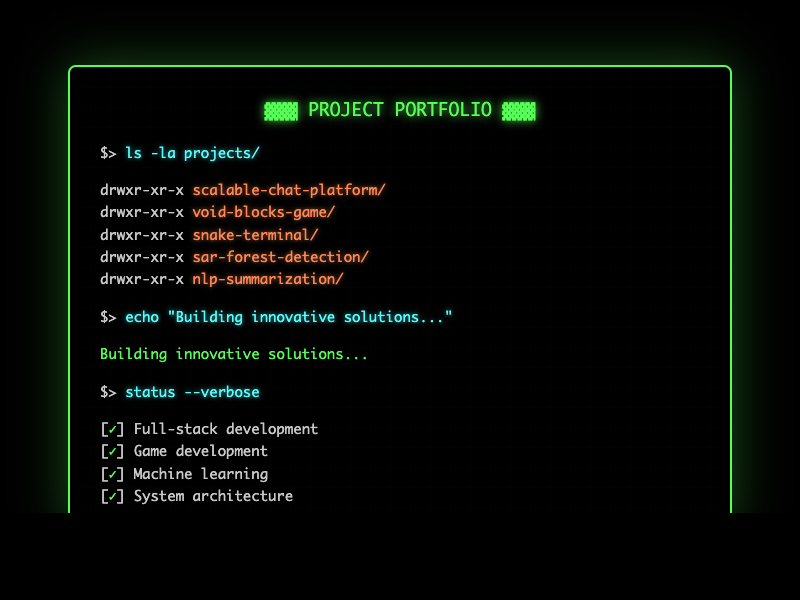 ▓▓▓ PROJECT PORTFOLIO ▓▓▓
$> ls -la projects/
drwxr-xr-x scalable-chat-platform/
drwxr-xr-x void-blocks-game/
drwxr-xr-x snake-terminal/
drwxr-xr-x sar-forest-detection/
drwxr-xr-x nlp-summarization/
$> echo "Building innovative solutions..."
Building innovative solutions...
$> status --verbose
[✓] Full-stack development
[✓] Game development
[✓] Machine learning
[✓] System architecture